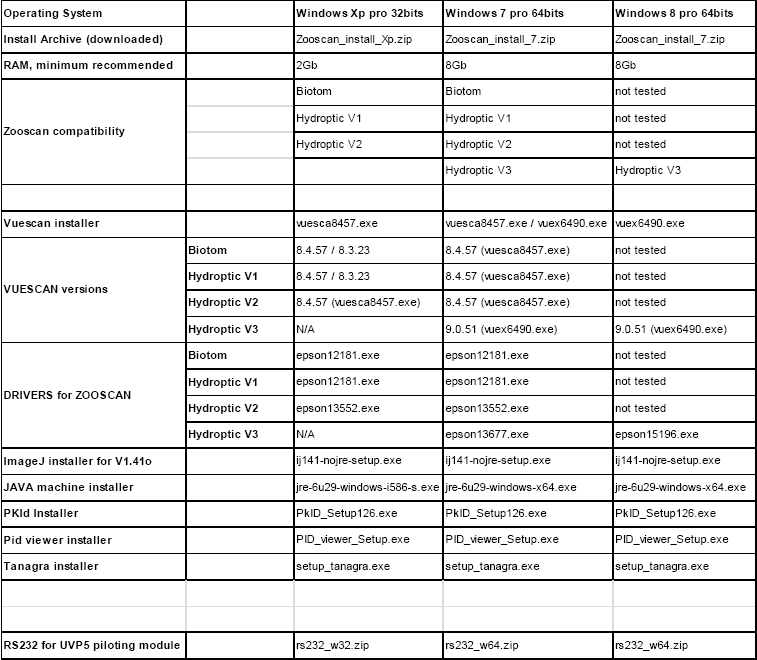 Operating System Windows Xp pro 32bits Windows 7 pro 64bits Windows 8 pro 64bits
Install Archive (downloaded) Zooscan_install_Xp.zip Zooscan_install_7.zip Zooscan_install_7.zip
RAM, minimum recommended 2Gb 8Gb 8Gb
Biotom Biotom not tested
Hydroptic V1 Hydroptic V1 not tested
Zooscan compatibility
Hydroptic V2 Hydroptic V2 not tested
Hydroptic V3 Hydroptic V3
Vuescan installer vuesca8457.exe vuesca8457.exe / vuex6490.exe vuex6490.exe
Biotom 8.4.57 / 8.3.23 8.4.57 (vuesca8457.exe) not tested
Hydroptic V1 8.4.57 / 8.3.23 8.4.57 (vuesca8457.exe) not tested
VUESCAN versions
Hydroptic V2 8.4.57 (vuesca8457.exe) 8.4.57 (vuesca8457.exe) not tested
Hydroptic V3 N/A 9.0.51 (vuex6490.exe) 9.0.51 (vuex6490.exe)
Biotom epson12181.exe epson12181.exe not tested
Hydroptic V1 epson12181.exe epson12181.exe not tested
DRIVERS for ZOOSCAN
Hydroptic V2 epson13552.exe epson13552.exe not tested
Hydroptic V3 N/A epson13677.exe epson15196.exe
ImageJ installer for V1.41o ij141-nojre-setup.exe ij141-nojre-setup.exe ij141-nojre-setup.exe
JAVA machine installer jre-6u29-windows-i586-s.exe jre-6u29-windows-x64.exe jre-6u29-windows-x64.exe
PKId Installer PkID_Setup126.exe PkID_Setup126.exe PkID_Setup126.exe
Pid viewer installer PID_viewer_Setup.exe PID_viewer_Setup.exe PID_viewer_Setup.exe
Tanagra installer setup_tanagra.exe setup_tanagra.exe setup_tanagra.exe
RS232 for UVP5 piloting module rs232_w32.zip rs232_w64.zip rs232_w64.zip